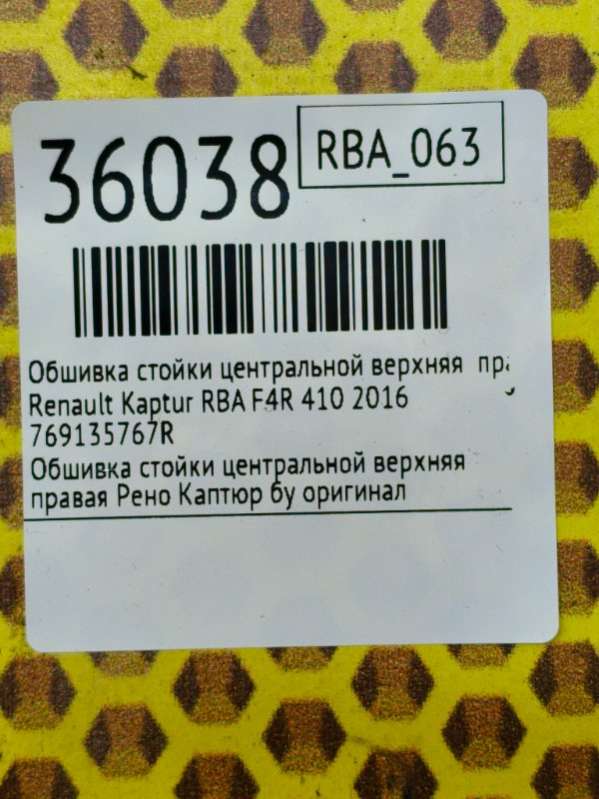 36038
RBA_063
Обшивка стойки центральной верхняя
Renault Kaptur RBA F4R 410 2016
769135767R
Обшивка стойки центральной верхняя
правая Рено Каптюр бу оригинал